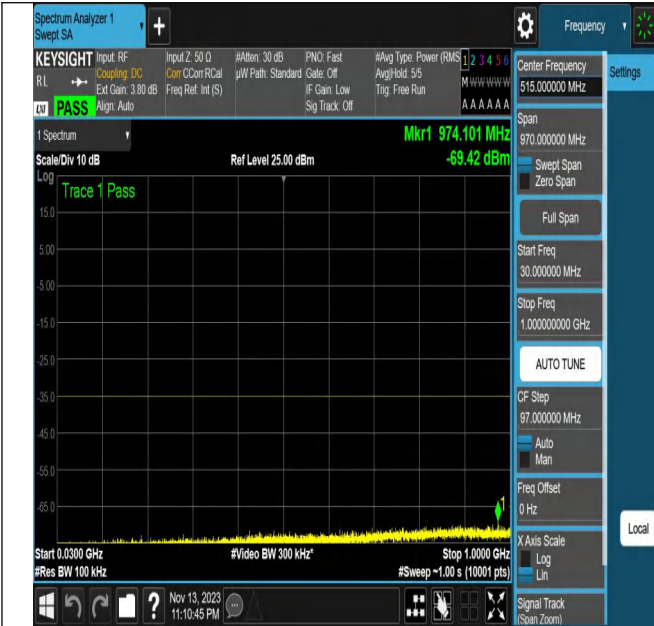 Spectrum Analyzer 1
Swept SA
Frequency
KEYSIGHT
RL
PASS
Input: RF
Coupling: DC
Ext Gain: 3.80 dB
Align: Auto
Input Z: 50 Ω
Corr CCorr RCal
Freq Ref: Int (S)
#Atten: 30 dB
µW Path: Standard
PNO: Fast
Gate: Off
IF Gain: Low
Sig Track: Off
#Avg Type: Power (RMS
Avg|Hold: 5/5
Trig: Free Run
1 2 3 4 5 6
M W W W W W
A A A A A A
1 Spectrum
Scale/Div 10 dB
Ref Level 25.00 dBm
Mkr1 974.101 MHz
-69.42 dBm
Log
Trace 1 Pass
15.0
5.00
-5.00
-15.0
-25.0
-35.0
-45.0
-55.0
-65.0
1
Start 0.0300 GHz
#Res BW 100 kHz
#Video BW 300 kHz*
Stop 1.0000 GHz
#Sweep ~1.00 s (10001 pts)
Nov 13, 2023
11:10:45 PM
Center Frequency
515.000000 MHz
Span
970.000000 MHz
Swept Span
Zero Span
Full Span
Start Freq
30.000000 MHz
Stop Freq
1.000000000 GHz
AUTO TUNE
CF Step
97.000000 MHz
Auto
Man
Freq Offset
0 Hz
X Axis Scale
Log
Lin
Signal Track
(Span Zoom)
Settings
Local